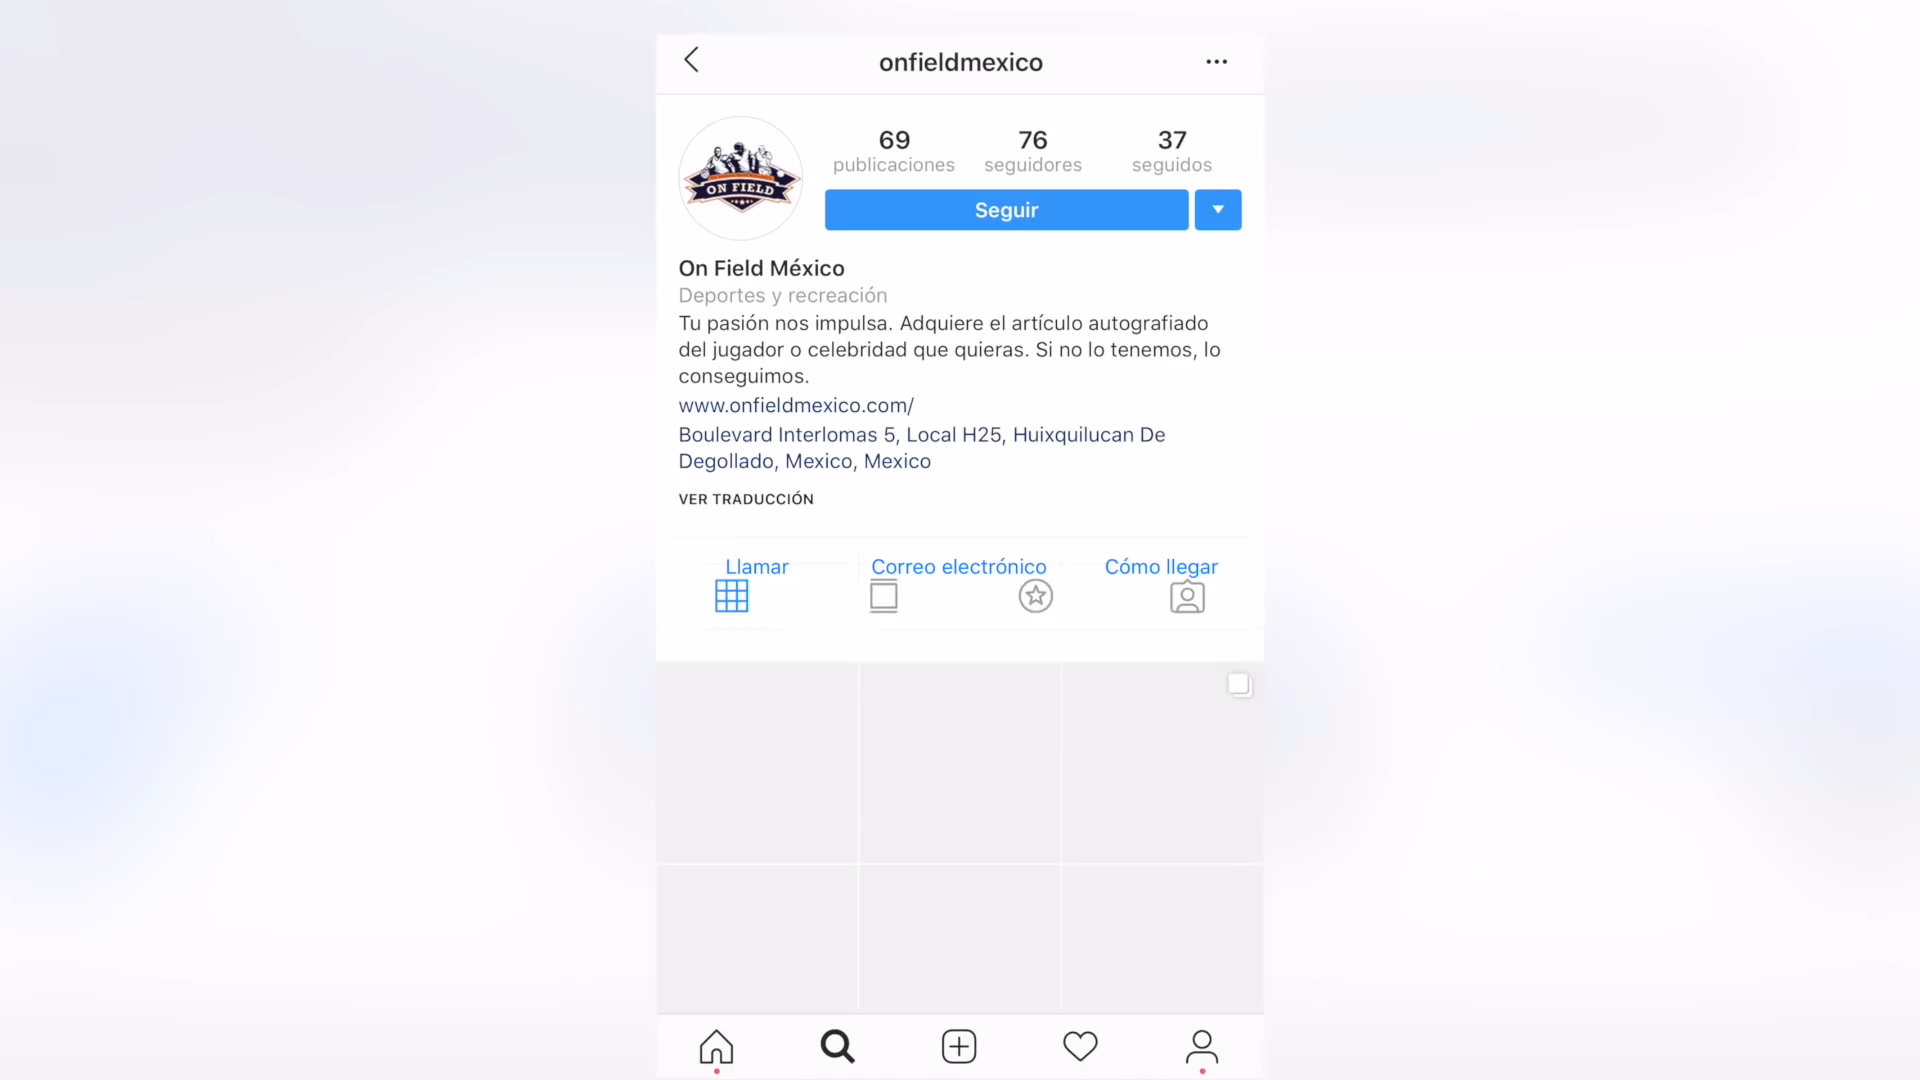 onfieldmexico
69 76 37
publicaciones seguidores seguidos
ON FIELD
Seguir
On Field México
Deportes y recreación
Tu pasión nos impulsa. Adquiere el artículo autografiado
del jugador o celebridad que quieras. Si no lo tenemos, lo
conseguimos.
www.onfieldmexico.com/
Boulevard Interlomas 5, Local H25, Huixquilucan De
Degollado, Mexico, Mexico
VER TRADUCCIÓN
Llamar Correo electrónico Cómo llegar